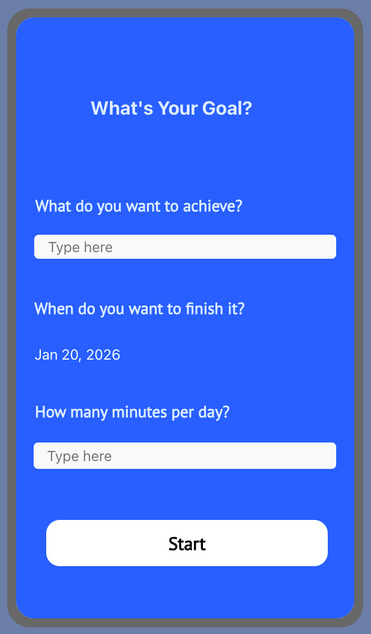 What's Your Goal?
What do you want to achieve?
Type here
When do you want to finish it?
Jan 20, 2026
How many minutes per day?
Type here
Start